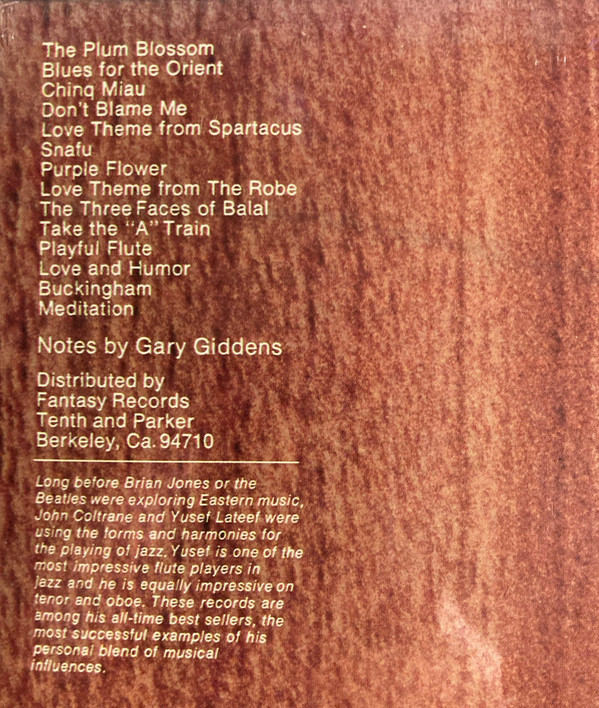 The Plum Blossom
Blues for the Orient
Chinq Miau
Don't Blame Me
Love Theme from Spartacus
Snafu
Purple Flower
Love Theme from The Robe
The Three Faces of Balal
Take the "A" Train
Playful Flute
Love and Humor
Buckingham
Meditation
Notes by Gary Giddens
Distributed by
Fantasy Records
Tenth and Parker
Berkeley, Ca. 94710
Long before Brian Jones or the
Beatles were exploring Eastern music,
John Coltrane and Yusef Lateef were
using the forms and harmonies for
the playing of jazz. Yusef is one of the
most impressive flute players in
jazz and he is equally impressive on
tenor and oboe. These records are
among his all-time best sellers, the
most successful examples of his
personal blend of musical
influences.